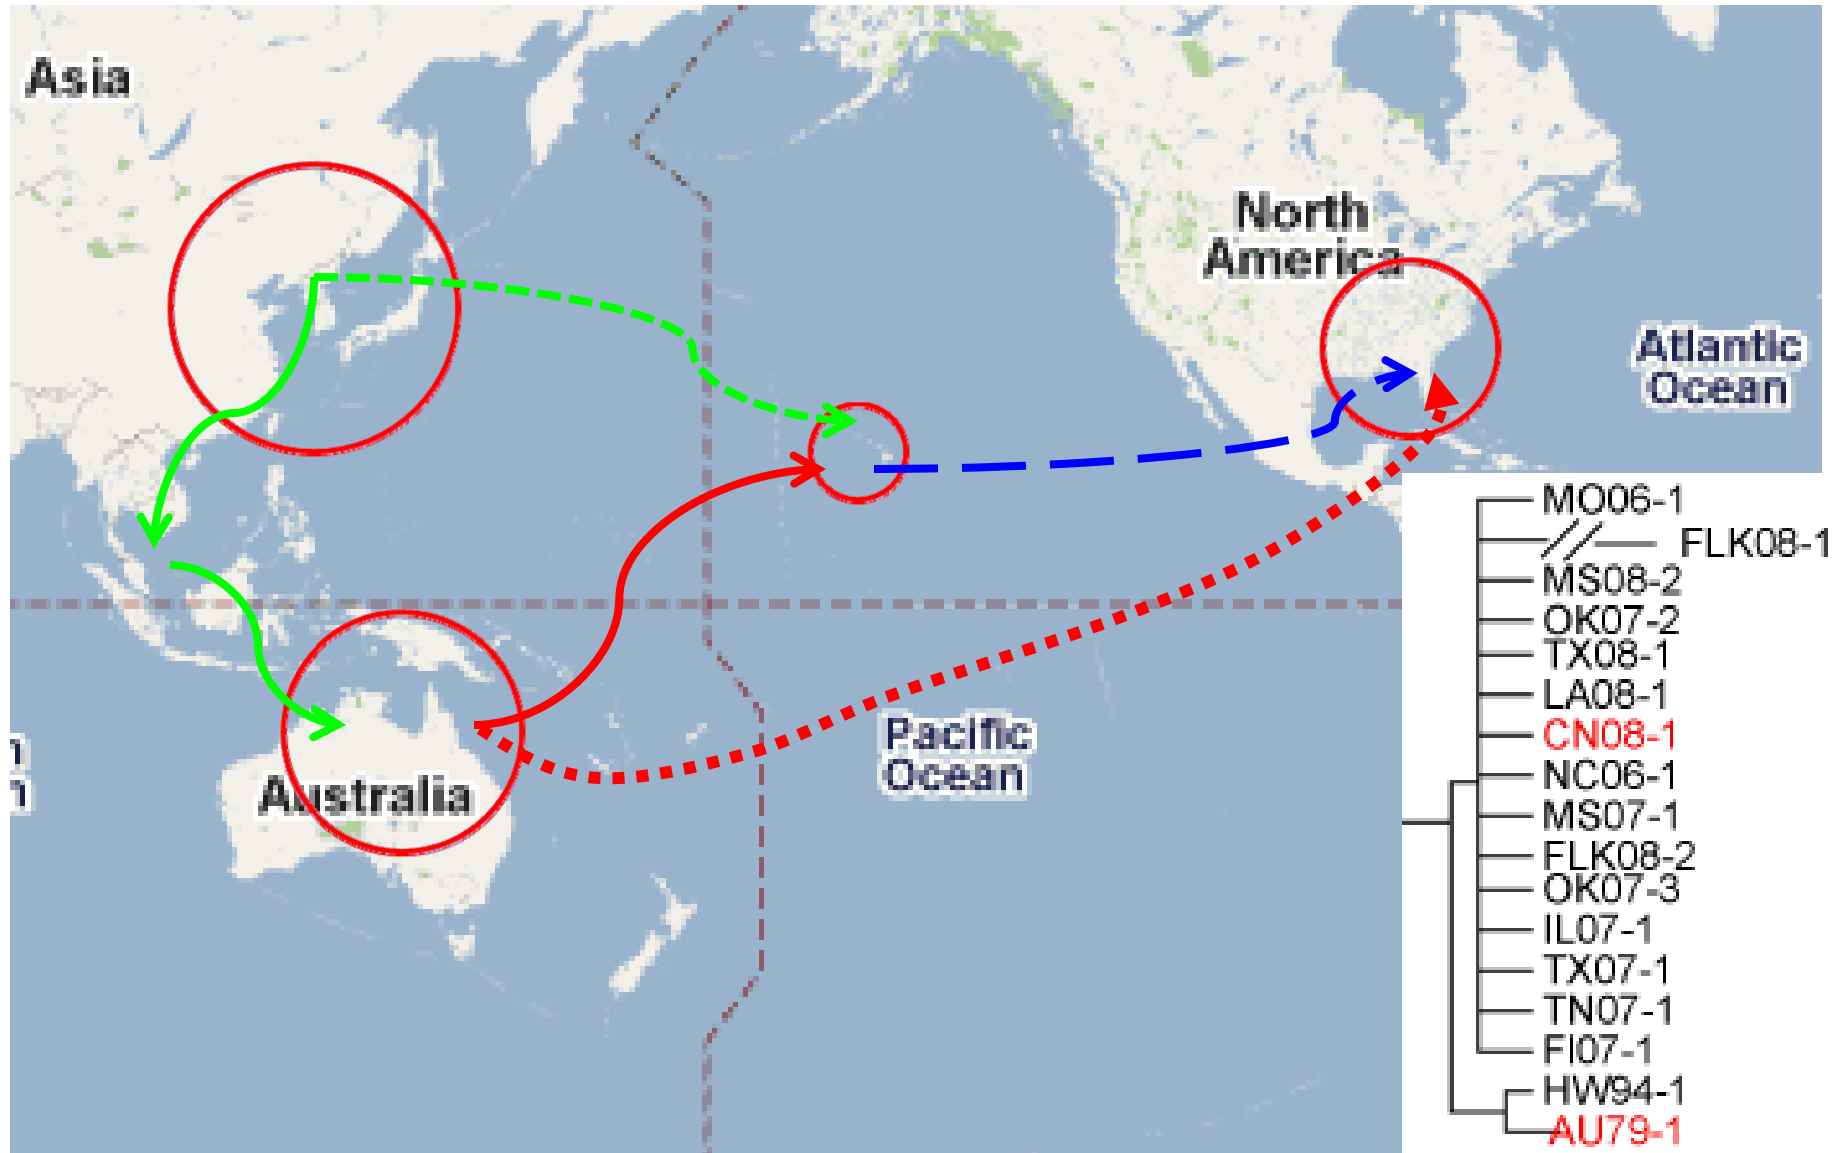 Asia
North
America
Atlantic
Ocean
Pacific
Ocean
Australia
n
n
MO06-1
FLK08-1
MS08-2
OK07-2
TX08-1
LA08-1
CN08-1
NC06-1
MS07-1
FLK08-2
OK07-3
IL07-1
TX07-1
TN07-1
FI07-1
HW94-1
AU79-1